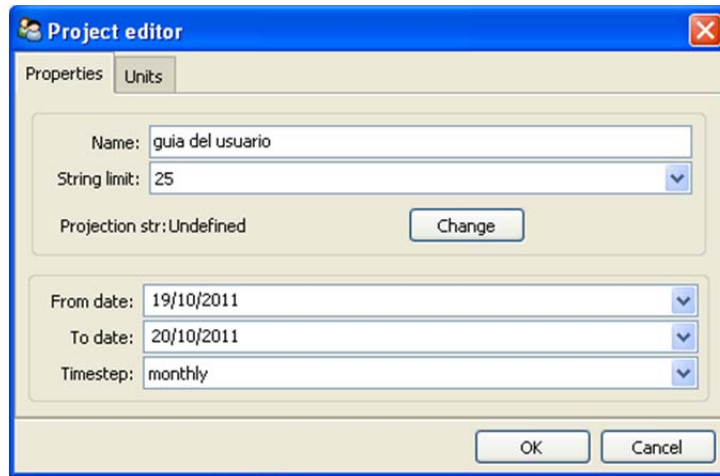 Project editor
Properties Units
Name: guia del usuario
String limit: 25
Projection str:Undefined Change
From date: 19/10/2011
To date: 20/10/2011
Timestep: monthly
OK Cancel